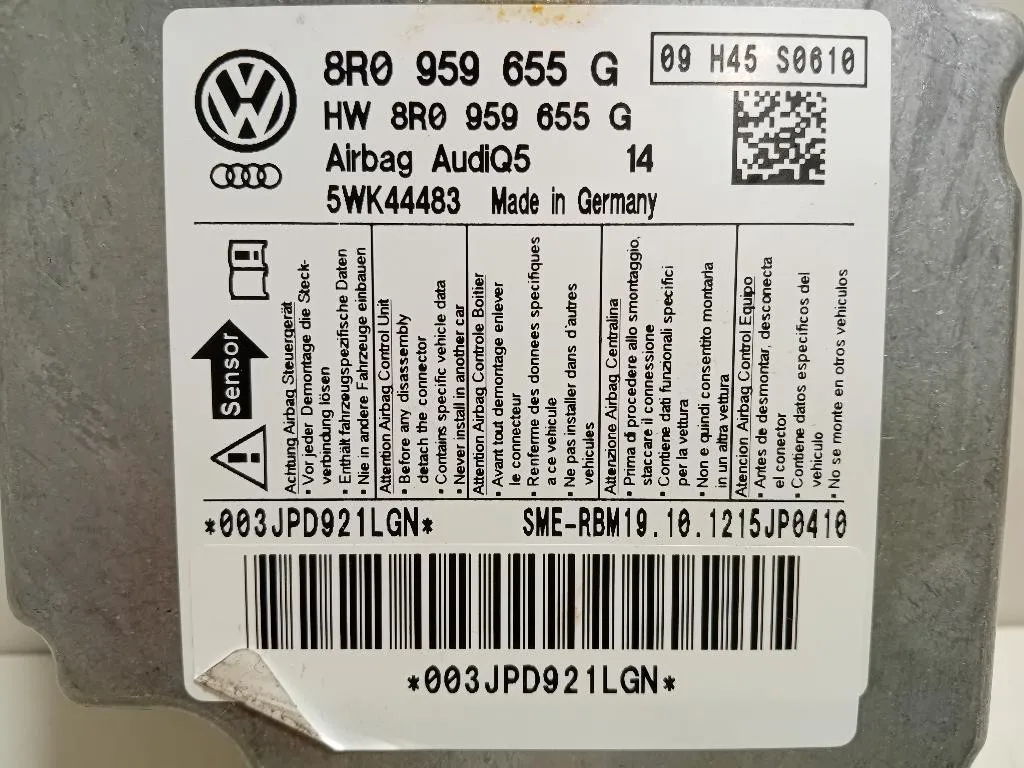 8R0 959 655 G
09 H45 S0610
HW 8R0 959 655 G
Airbag AudiQ5 14
5WK44483 Made in Germany
Sensor
Achtung Airbag Steuergerät
• Vor jeder Demontage die Steck-
verbindung lösen
• Enthält fahrzeugspezifische Daten
• Nie in andere Fahrzeuge einbauen
Attention Airbag Control Unit
• Before any disassembly
detach the connector
• Contains specific vehicle data
• Never install in another car
Attention Airbag Controle Boitier
• Avant tout demontage enlever
le connecteur
• Renferme des donnees specifiques
a ce vehicule
• Ne pas installer dans d'autres
vehicules
Attenzione Airbag Centralina
• Prima di procedere allo smontaggio,
staccare il connessione
• Contiene dati funzionali specifici
per la vettura
• Non e quindi consentito montarla
in un altra vettura
Atencion Airbag Control Equipo
• Antes de desmontar, desconecta
el conector
• Contiene datos especificos del
vehiculo
• No se monte en otros vehiculos
*003JPD921LGN* SME-RBM19.10.1215JP0410
*003JPD921LGN*